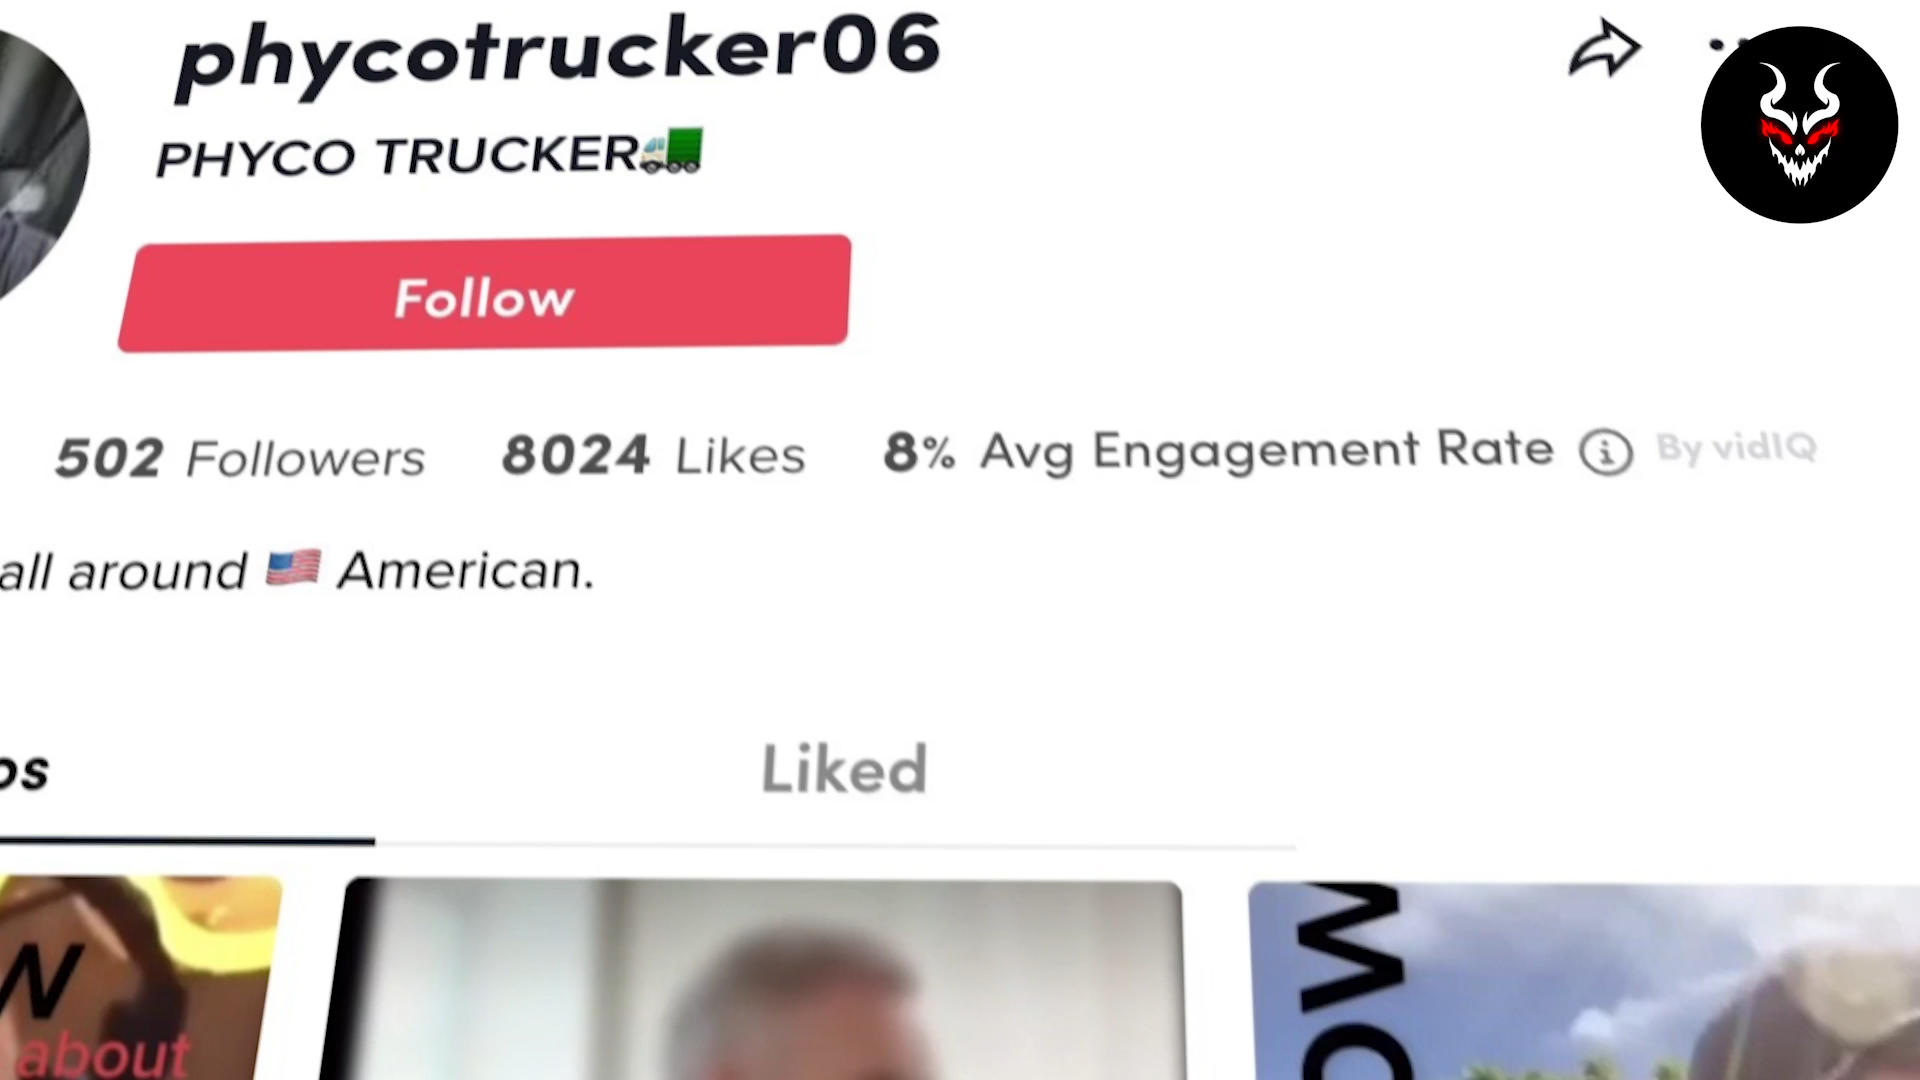 phycotrucker06
PHYCO TRUCKER
Follow
502 Followers 8024 Likes 8% Avg Engagement Rate By vidIQ
all around American.
Liked
about